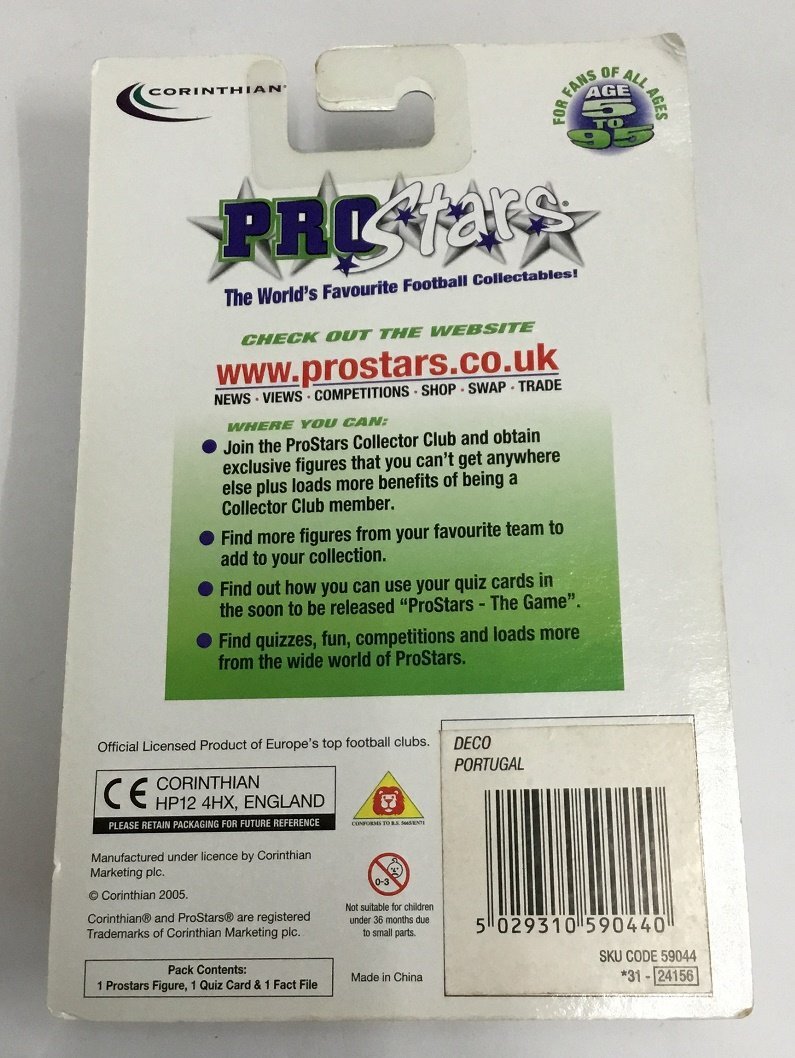 CORINTHIAN
FOR FANS OF ALL AGES
AGE
5
TO
95
PROStars®
The World's Favourite Football Collectables!
CHECK OUT THE WEBSITE
www.prostars.co.uk
NEWS · VIEWS · COMPETITIONS · SHOP · SWAP · TRADE
WHERE YOU CAN:
● Join the ProStars Collector Club and obtain
exclusive figures that you can't get anywhere
else plus loads more benefits of being a
Collector Club member.
● Find more figures from your favourite team to
add to your collection.
● Find out how you can use your quiz cards in
the soon to be released "ProStars - The Game".
● Find quizzes, fun, competitions and loads more
from the wide world of ProStars.
Official Licensed Product of Europe's top football clubs.
CE CORINTHIAN
HP12 4HX, ENGLAND
PLEASE RETAIN PACKAGING FOR FUTURE REFERENCE
CONFORMS TO B.S. 5665/EN71
Manufactured under licence by Corinthian
Marketing plc.
© Corinthian 2005.
Corinthian® and ProStars® are registered
Trademarks of Corinthian Marketing plc.
Pack Contents:
1 Prostars Figure, 1 Quiz Card & 1 Fact File
0-3
Not suitable for children
under 36 months due
to small parts.
Made in China
DECO
PORTUGAL
5 029310 590440
SKU CODE 59044
*31 - 24156